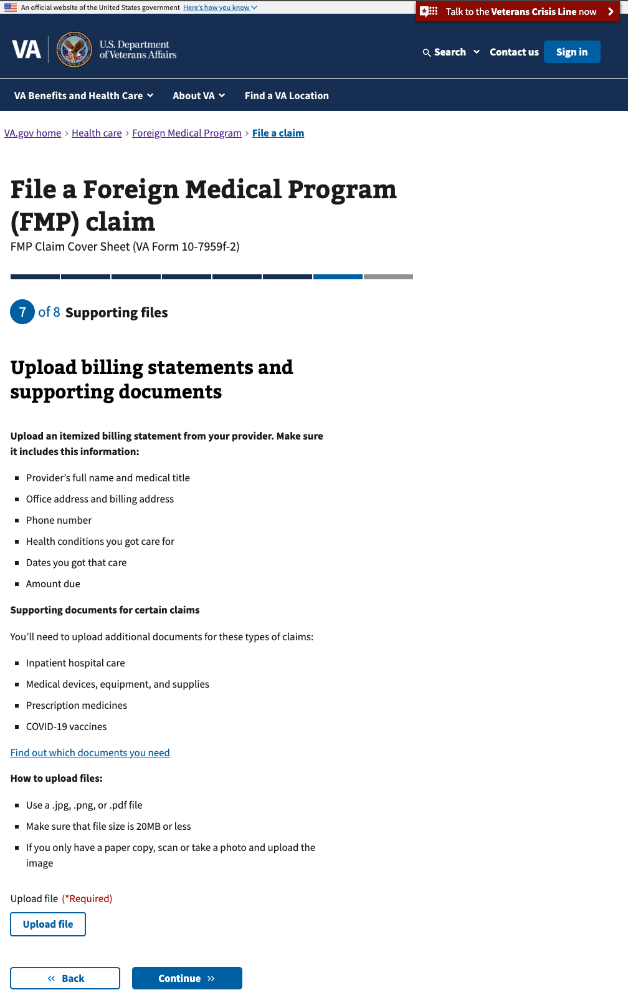 An official website of the United States government Here's how you know
Talk to the Veterans Crisis Line now
VA
U.S. Department
of Veterans Affairs
Search
Contact us
Sign in
VA Benefits and Health Care
About VA
Find a VA Location
VA.gov home › Health care › Foreign Medical Program › File a claim
File a Foreign Medical Program
(FMP) claim
FMP Claim Cover Sheet (VA Form 10-7959f-2)
7 of 8 Supporting files
Upload billing statements and
supporting documents
Upload an itemized billing statement from your provider. Make sure
it includes this information:
Provider’s full name and medical title
Office address and billing address
Phone number
Health conditions you got care for
Dates you got that care
Amount due
Supporting documents for certain claims
You’ll need to upload additional documents for these types of claims:
Inpatient hospital care
Medical devices, equipment, and supplies
Prescription medicines
COVID-19 vaccines
Find out which documents you need
How to upload files:
Use a .jpg, .png, or .pdf file
Make sure that file size is 20MB or less
If you only have a paper copy, scan or take a photo and upload the
image
Upload file (*Required)
Upload file
« Back
Continue »